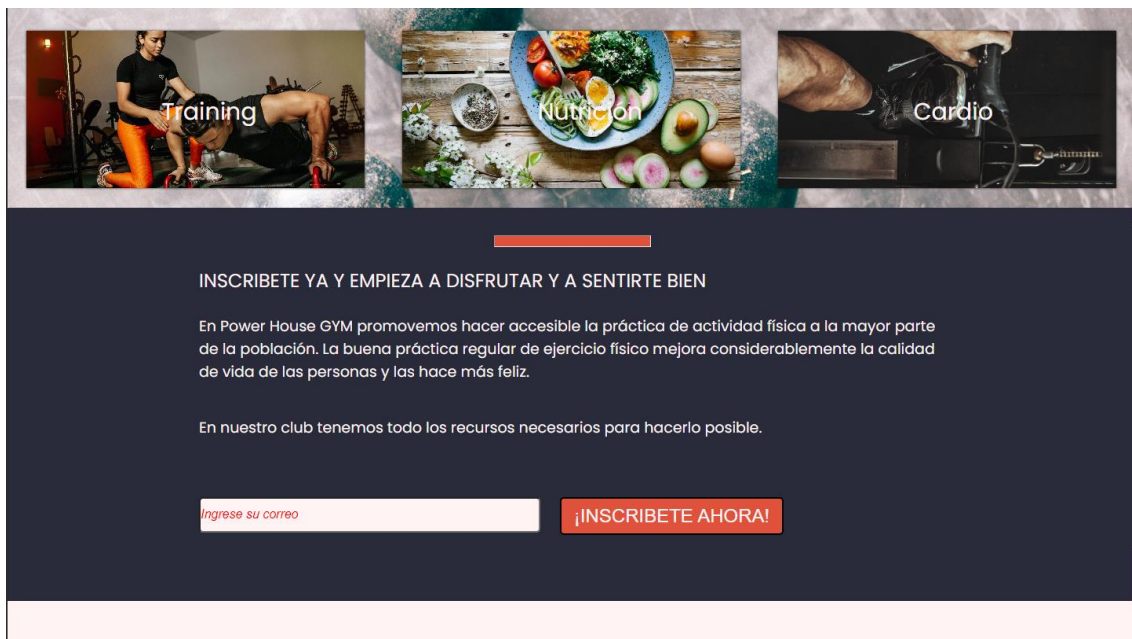 Training
Nutrición
Cardio
INSCRIBETE YA Y EMPIEZA A DISFRUTAR Y A SENTIRTE BIEN
En Power House GYM promovemos hacer accesible la práctica de actividad física a la mayor parte
de la población. La buena práctica regular de ejercicio físico mejora considerablemente la calidad
de vida de las personas y las hace más feliz.
En nuestro club tenemos todo los recursos necesarios para hacerlo posible.
Ingrese su correo
¡INSCRIBETE AHORA!